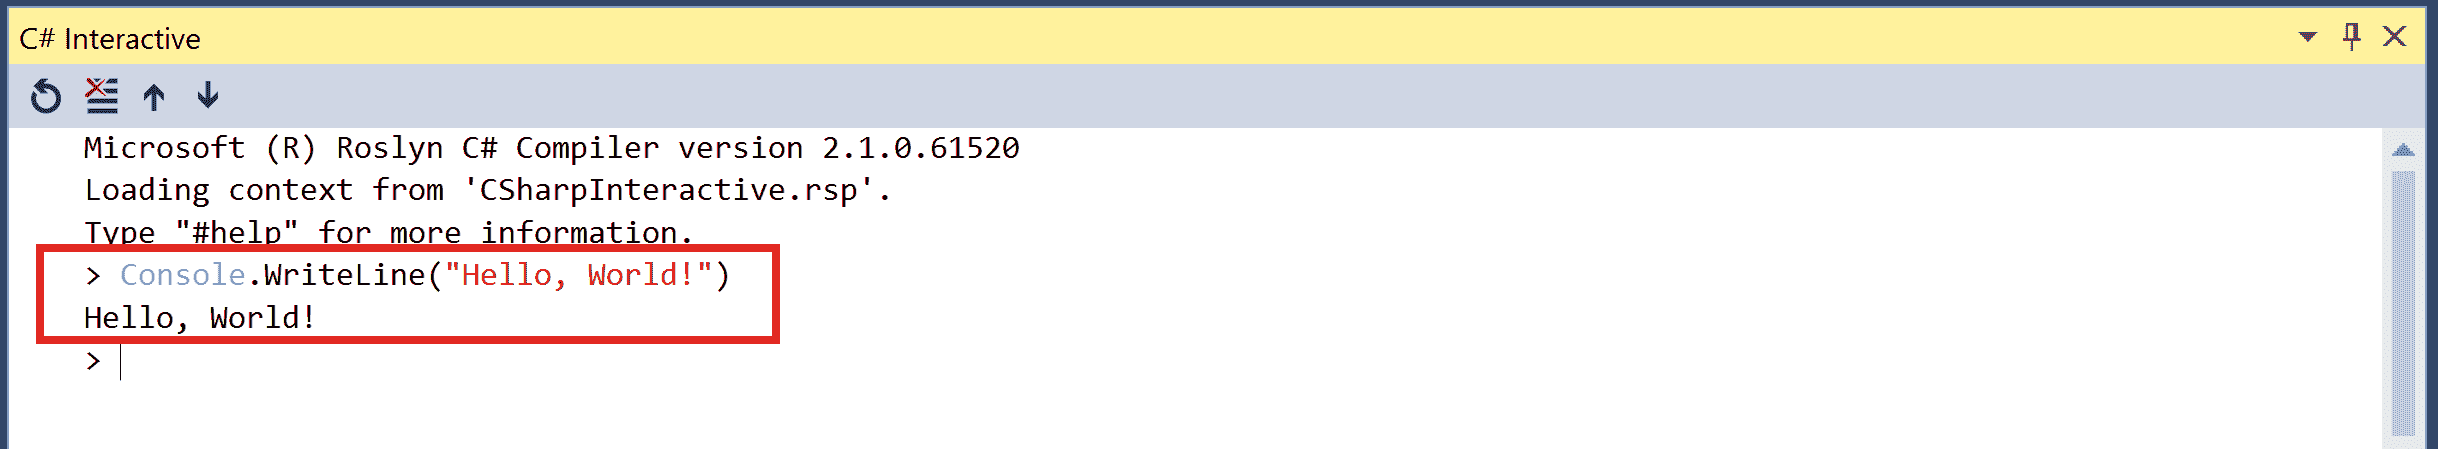 C# Interactive
Microsoft (R) Roslyn C# Compiler version 2.1.0.61520
Loading context from 'CSharpInteractive.rsp'.
Type "#help" for more information.
> Console.WriteLine("Hello, World!")
Hello, World!
>